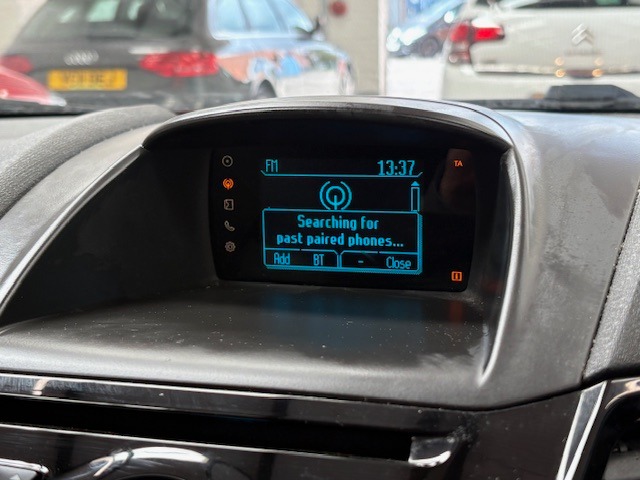 FM 13:37 TA
Searching for
past paired phones...
Add BT - Close